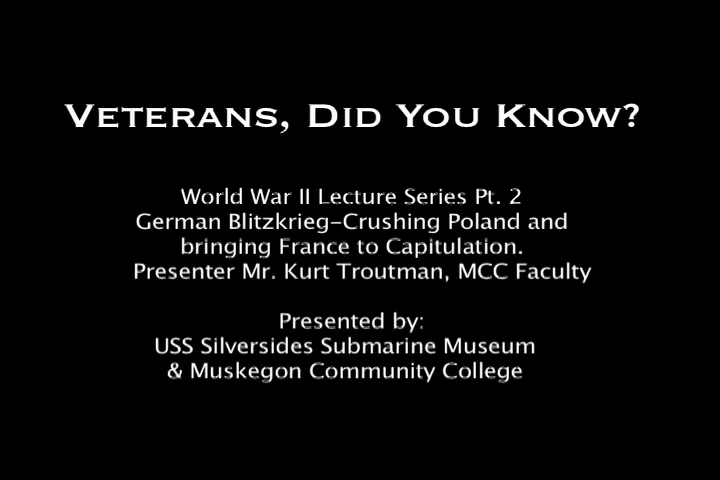 VETERANS, DID YOU KNOW?
World War II Lecture Series Pt. 2
German Blitzkrieg-Crushing Poland and
bringing France to Capitulation.
Presenter Mr. Kurt Troutman, MCC Faculty
Presented by:
USS Silversides Submarine Museum
& Muskegon Community College